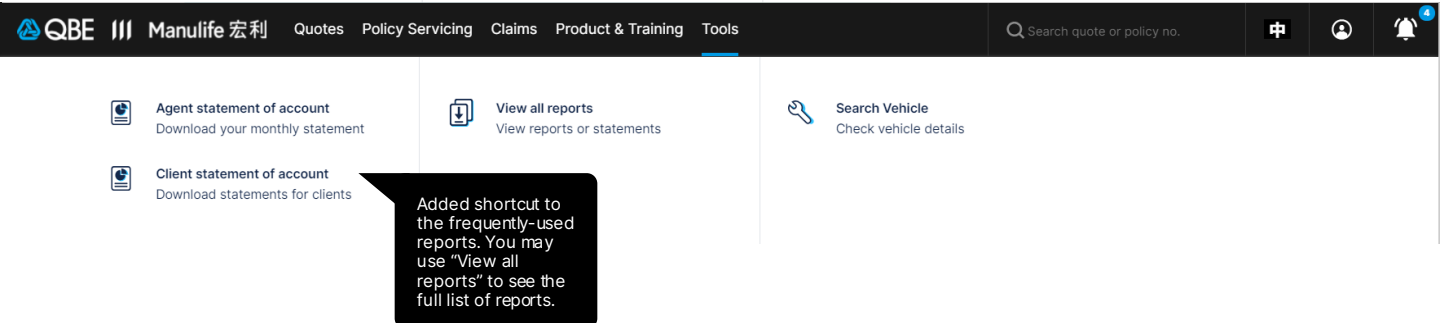 QBE Manulife 宏利 Quotes Policy Servicing Claims Product & Training Tools Search quote or policy no. 中 4
Agent statement of account View all reports Search Vehicle
Download your monthly statement View reports or statements Check vehicle details
Client statement of account
Download statements for clients
Added shortcut to
the frequently-used
reports. You may
use “View all
reports” to see the
full list of reports.